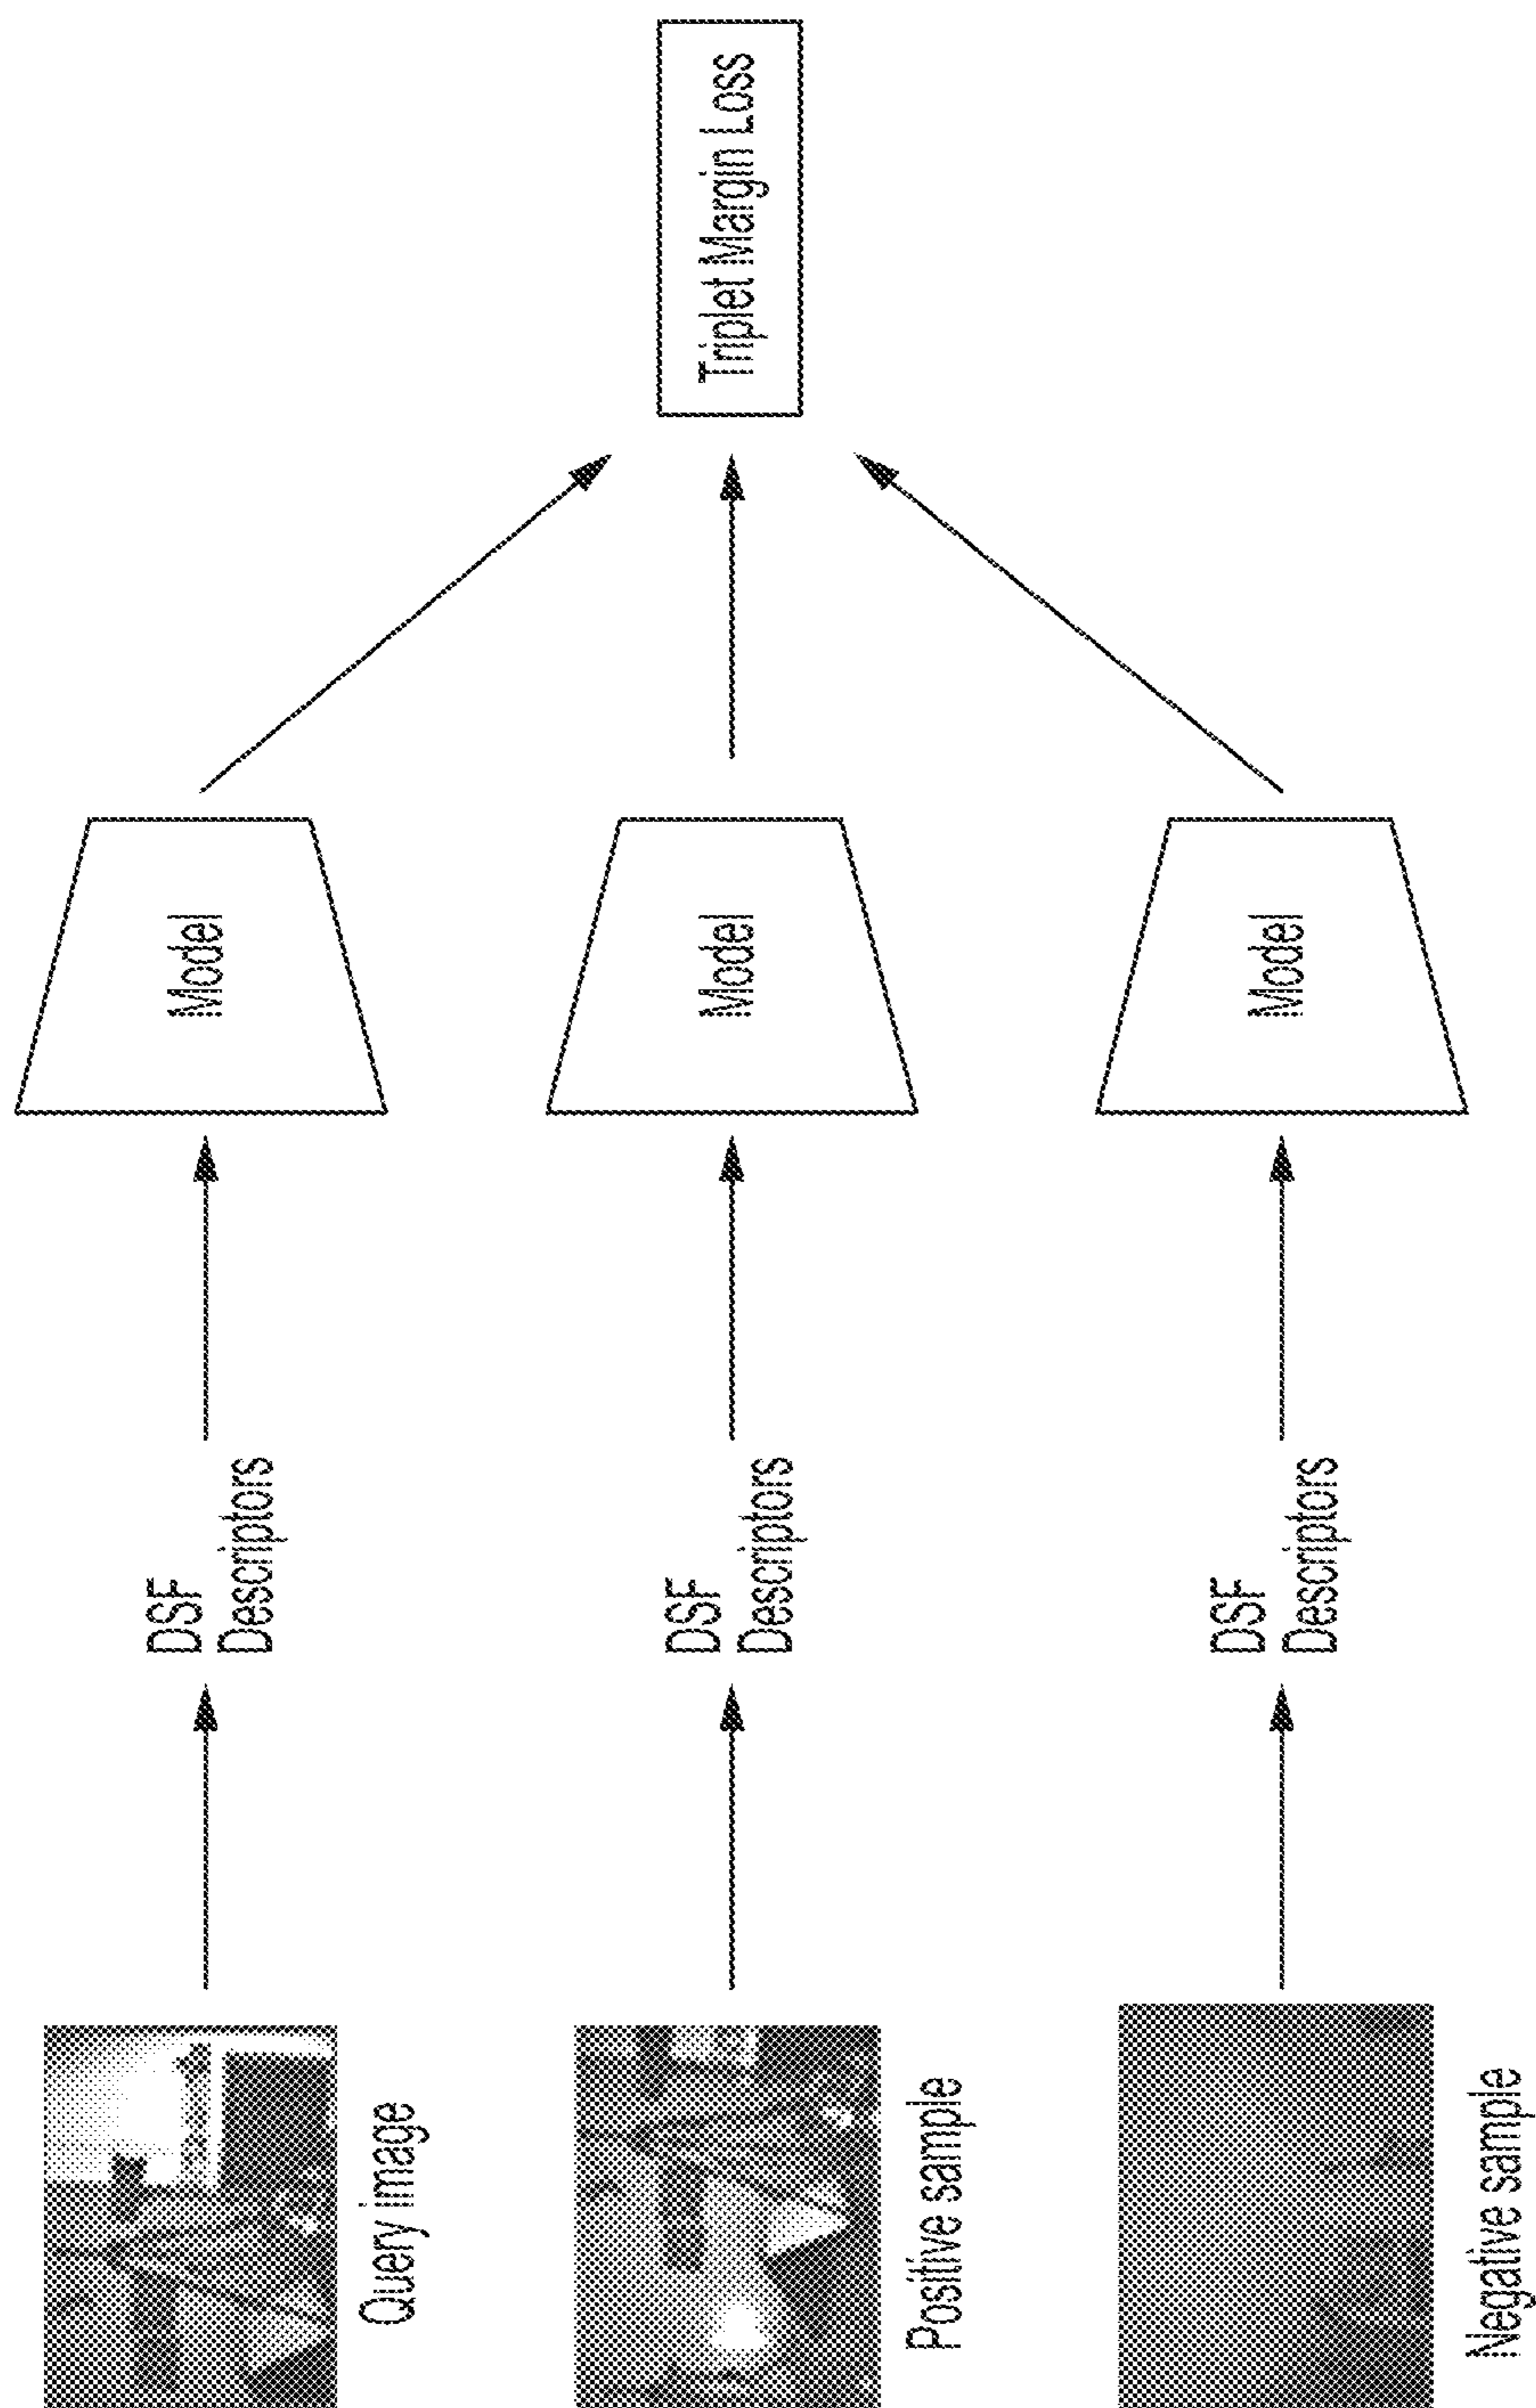 Query image
DSF
Descriptors
Model
Positive sample
DSF
Descriptors
Model
Negative sample
DSF
Descriptors
Model
Triplet Margin Loss